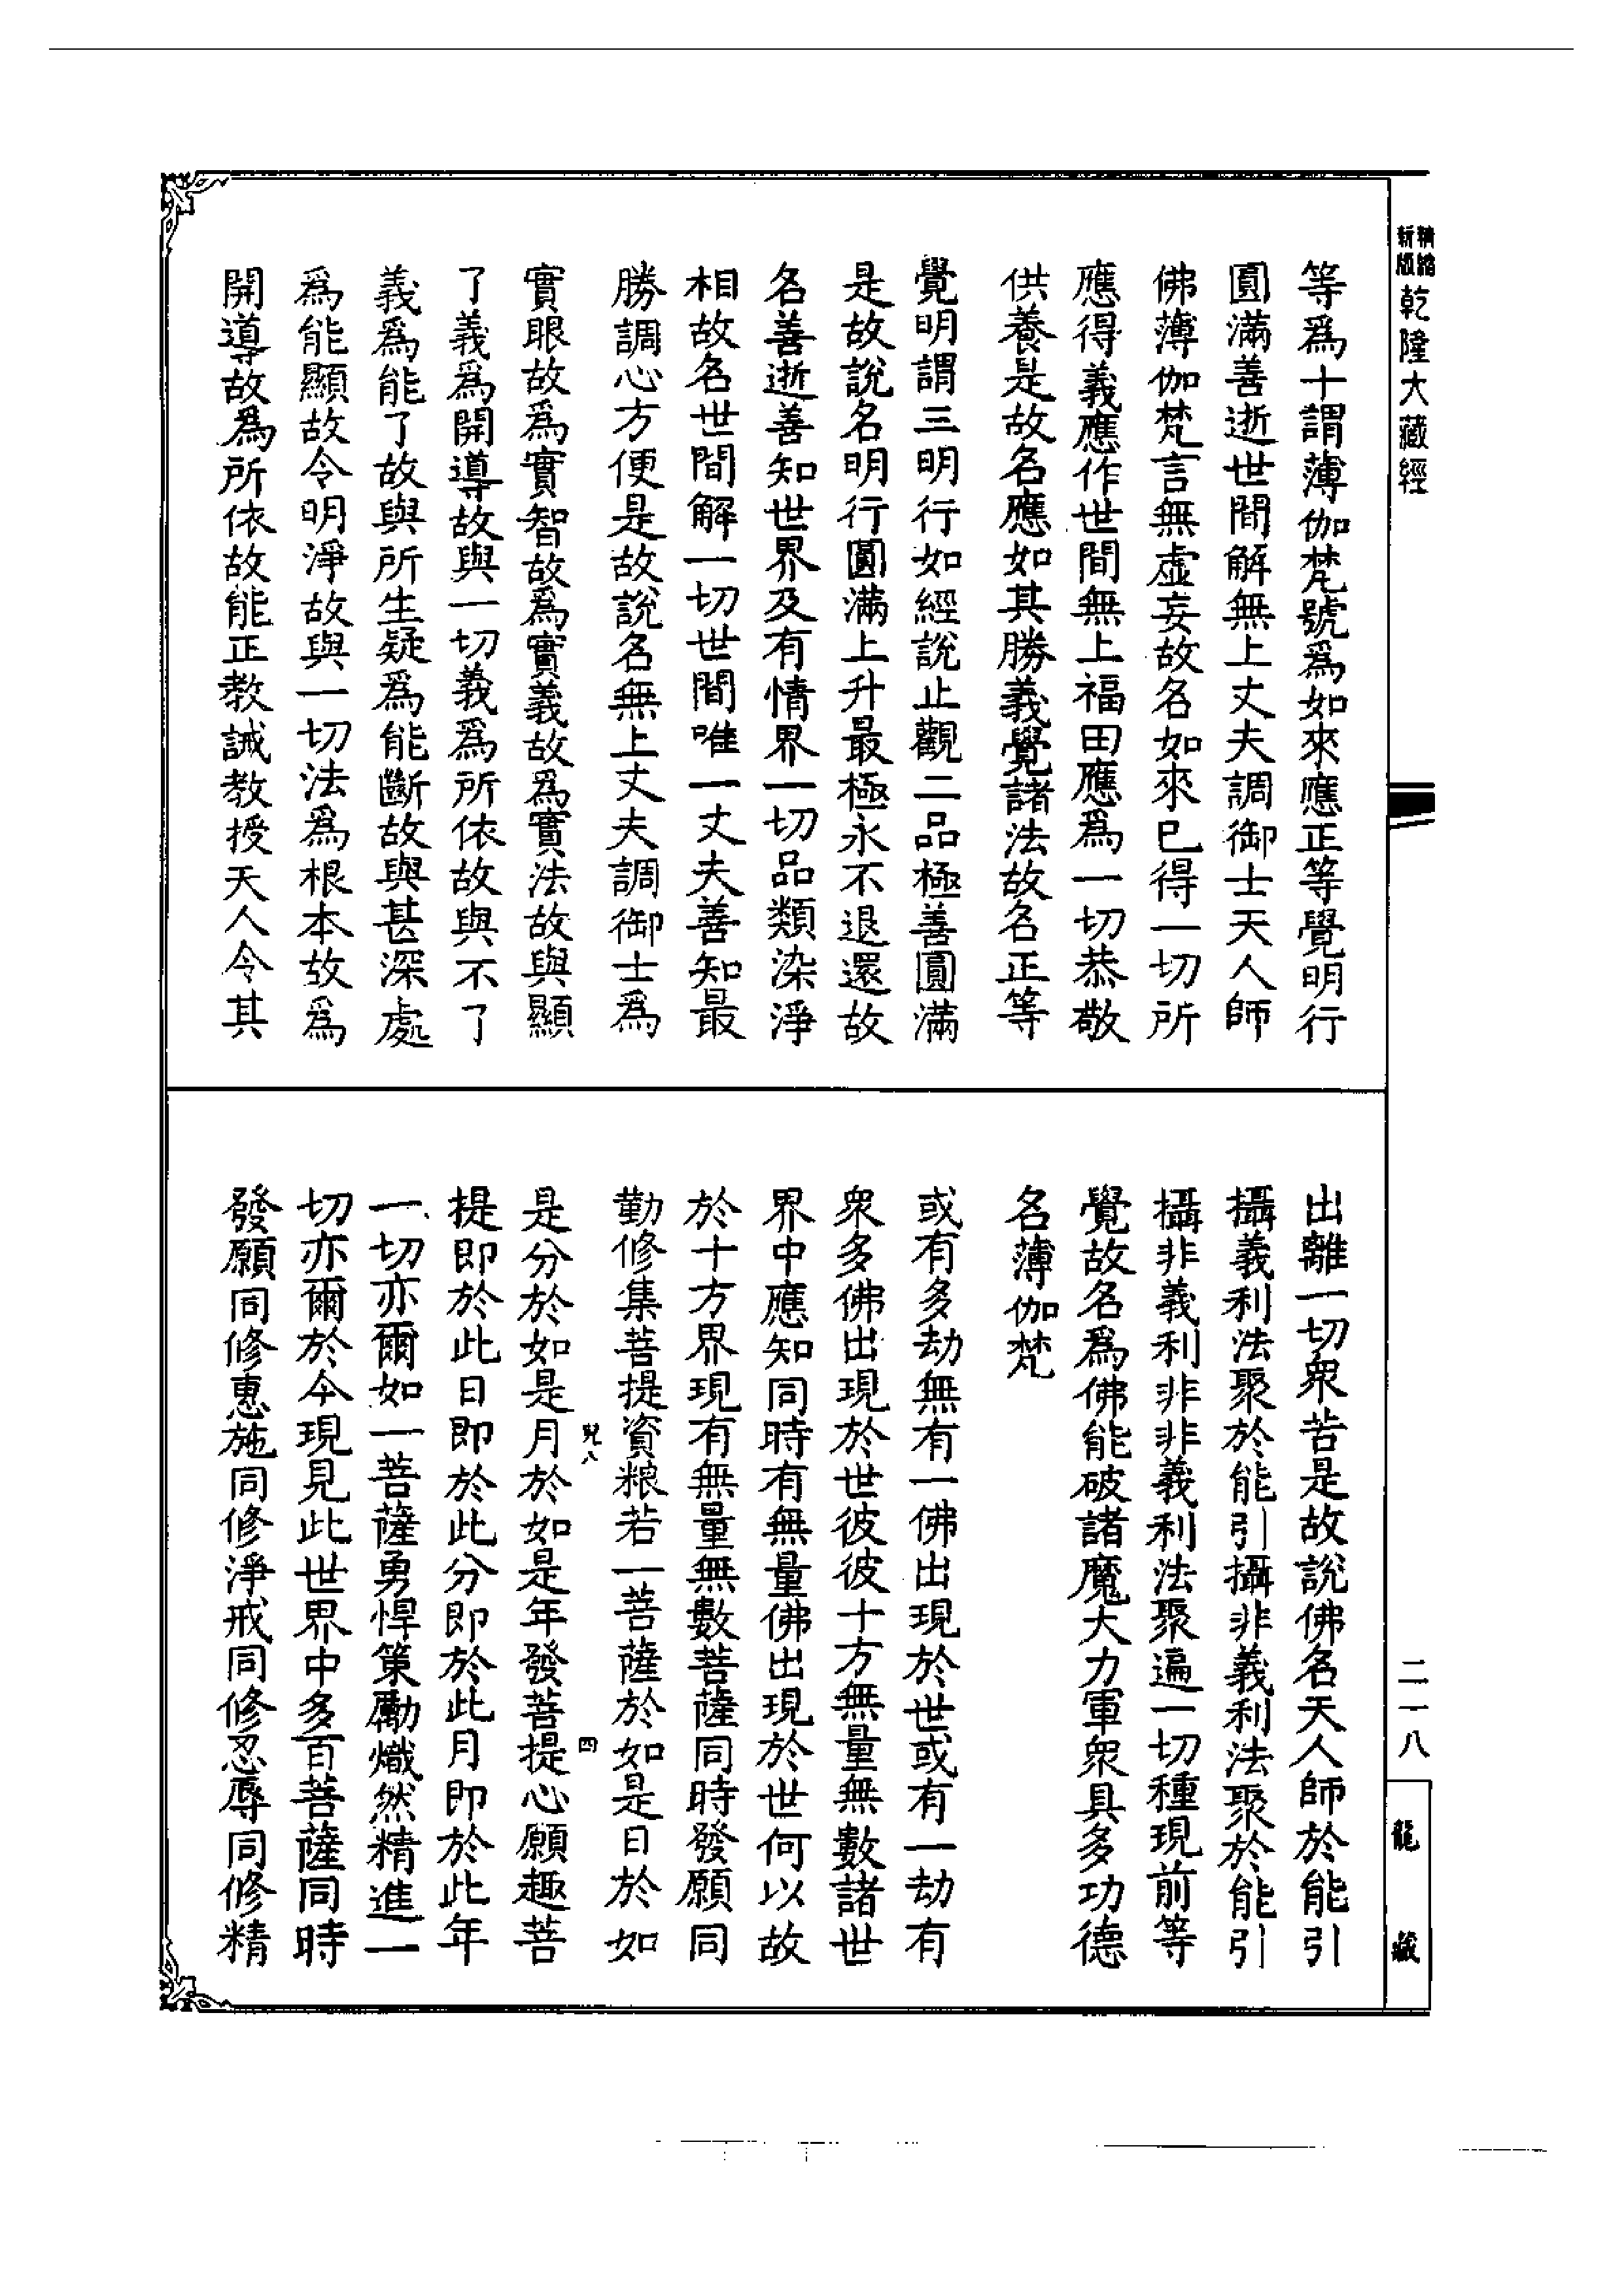 精縮新版乾隆大藏經
二一八
龍藏
等爲十謂薄伽梵號爲如來應正等覺明行
圓滿善逝世間解無上丈夫調御士天人師
佛薄伽梵言無虛妄故名如來已得一切所
應得義應作世間無上福田應爲一切恭敬
供養是故名應如其勝義覺諸法故名正等
覺明謂三明行如經說止觀二品極善圓滿
是故說名明行圓滿上升最極永不退還故
名善逝善知世界及有情界一切品類染淨
相故名世間解一切世間唯一丈夫善知最
勝調心方便是故說名無上丈夫調御士爲
實眼故爲實智故爲實義故爲實法故與顯
了義爲開導故與一切義爲所依故與不了
義爲能了故與所生疑爲能斷故與甚深處
爲能顯故令明淨故與一切法爲根本故爲
開導故爲所依故能正教誡教授天人令其
出離一切衆苦是故說佛名天人師於能引
攝義利法聚於能引攝非義利法聚於能引
攝非義利非非義利法聚遍一切種現前等
覺故名爲佛能破諸魔大力軍衆具多功德
名薄伽梵
或有多劫無有一佛出現於世或有一劫有
衆多佛出現於世彼彼十方無量無數諸世
界中應知同時有無量佛出現於世何以故
於十方界現有無量無數菩薩同時發願同
勤修集菩提資粮若一菩薩於如是日於如
是分於如是月於如是年發菩提心願趣菩
兒八 四
提即於此日即於此分即於此月即於此年
一切亦爾如一菩薩勇悍策勵熾然精進一
切亦爾於今現見此世界中多百菩薩同時
發願同修惠施同修淨戒同修忍辱同修精